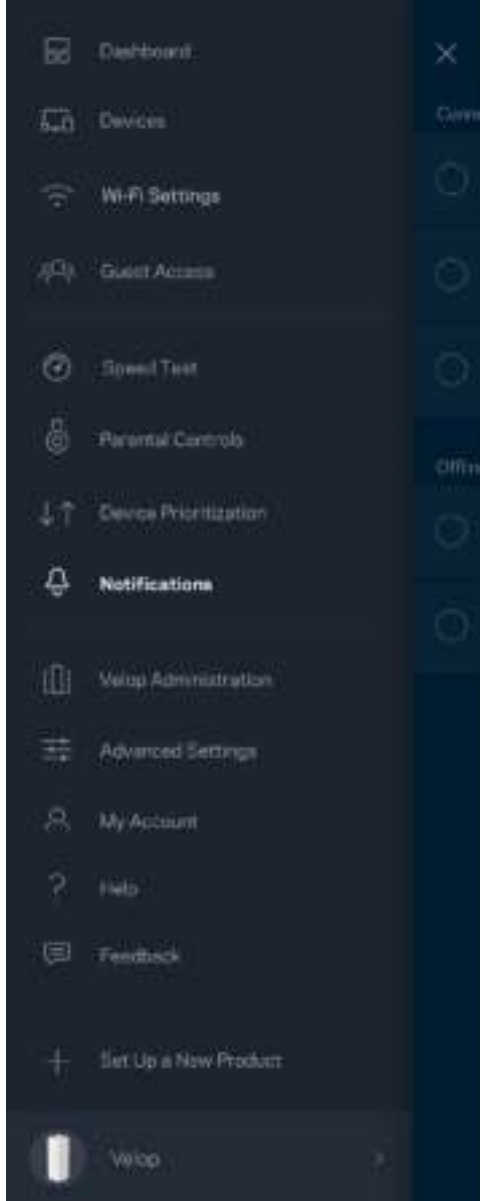 Dashboard
Devices
Wi-Fi Settings
Guest Access
Speed Test
Parental Controls
Device Prioritization
Notifications
Velop Administration
Advanced Settings
My Account
Help
Feedback
Set Up a New Product
Velop